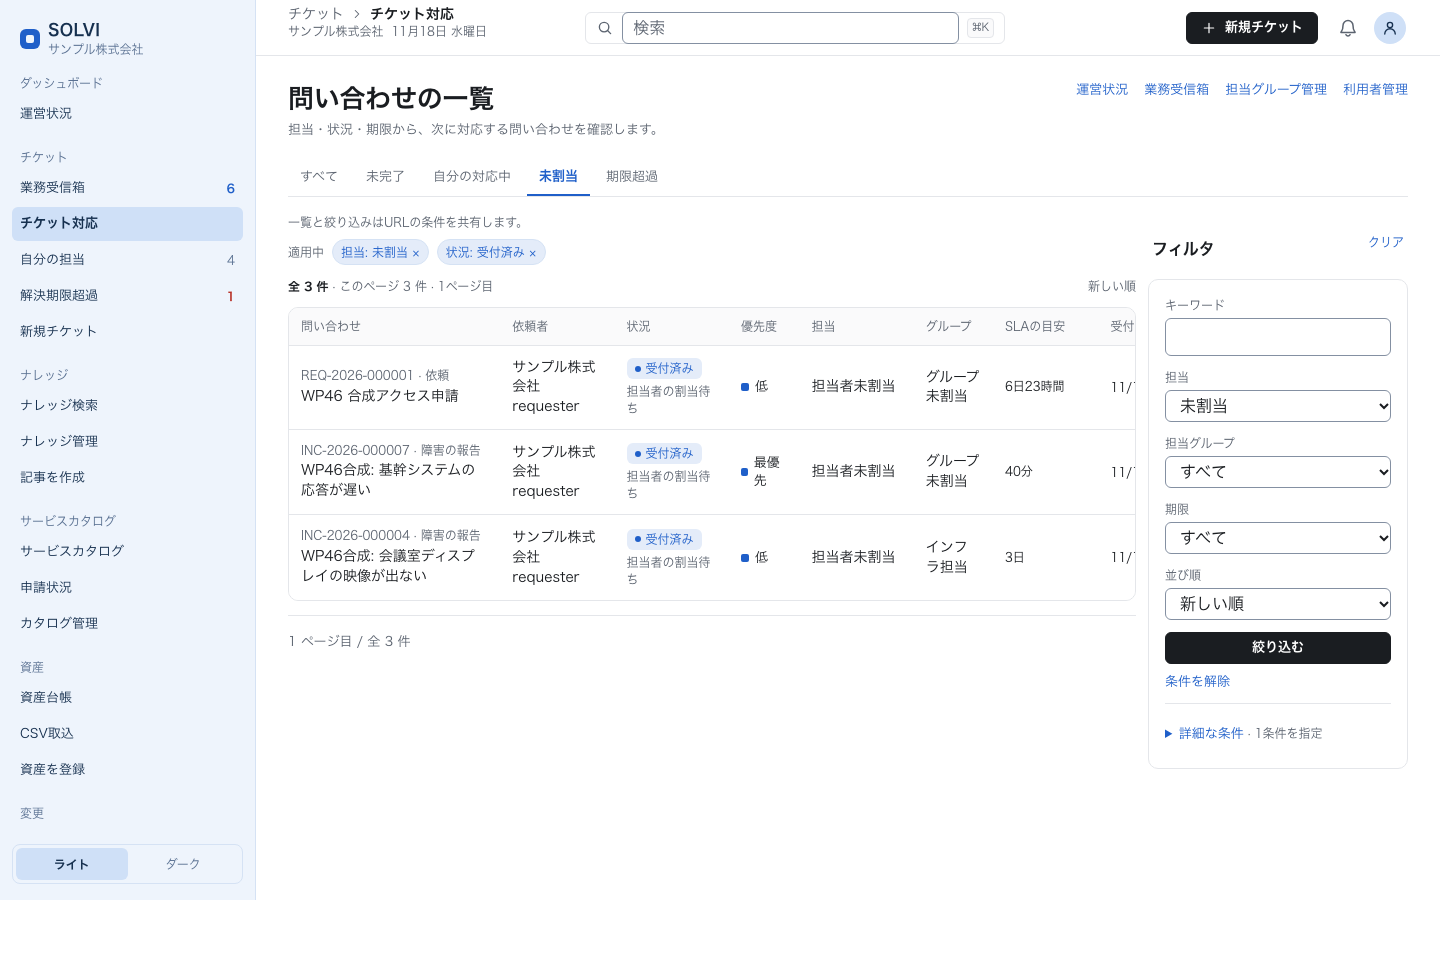 SOLVI
サンプル株式会社
ダッシュボード
運営状況
チケット
業務受信箱 6
チケット対応
自分の担当 4
解決期限超過 1
新規チケット
ナレッジ
ナレッジ検索
ナレッジ管理
記事を作成
サービスカタログ
サービスカタログ
申請状況
カタログ管理
資産
資産台帳
CSV取込
資産を登録
変更
ライト ダーク
チケット > チケット対応
サンプル株式会社 11月18日 水曜日
検索 ⌘K
+ 新規チケット
問い合わせの一覧
担当・状況・期限から、次に対応する問い合わせを確認します。
運営状況 業務受信箱 担当グループ管理 利用者管理
すべて 未完了 自分の対応中 未割当 期限超過
一覧と絞り込みはURLの条件を共有します。
適用中 担当: 未割当 × 状況: 受付済み ×
全 3 件 · このページ 3 件 · 1ページ目 新しい順
問い合わせ 依頼者 状況 優先度 担当 グループ SLAの目安 受付
REQ-2026-000001 · 依頼
WP46 合成アクセス申請
サンプル株式
会社
requester
受付済み
担当者の割当待
ち
低
担当者未割当
グループ
未割当
6日23時間
11/
INC-2026-000007 · 障害の報告
WP46合成: 基幹システムの
応答が遅い
サンプル株式
会社
requester
受付済み
担当者の割当待
ち
最優
先
担当者未割当
グループ
未割当
40分
11/
INC-2026-000004 · 障害の報告
WP46合成: 会議室ディスプ
レイの映像が出ない
サンプル株式
会社
requester
受付済み
担当者の割当待
ち
低
担当者未割当
インフ
ラ担当
3日
11/
1 ページ目 / 全 3 件
フィルタ クリア
キーワード
担当
未割当
担当グループ
すべて
期限
すべて
並び順
新しい順
絞り込む
条件を解除
▶ 詳細な条件 · 1条件を指定